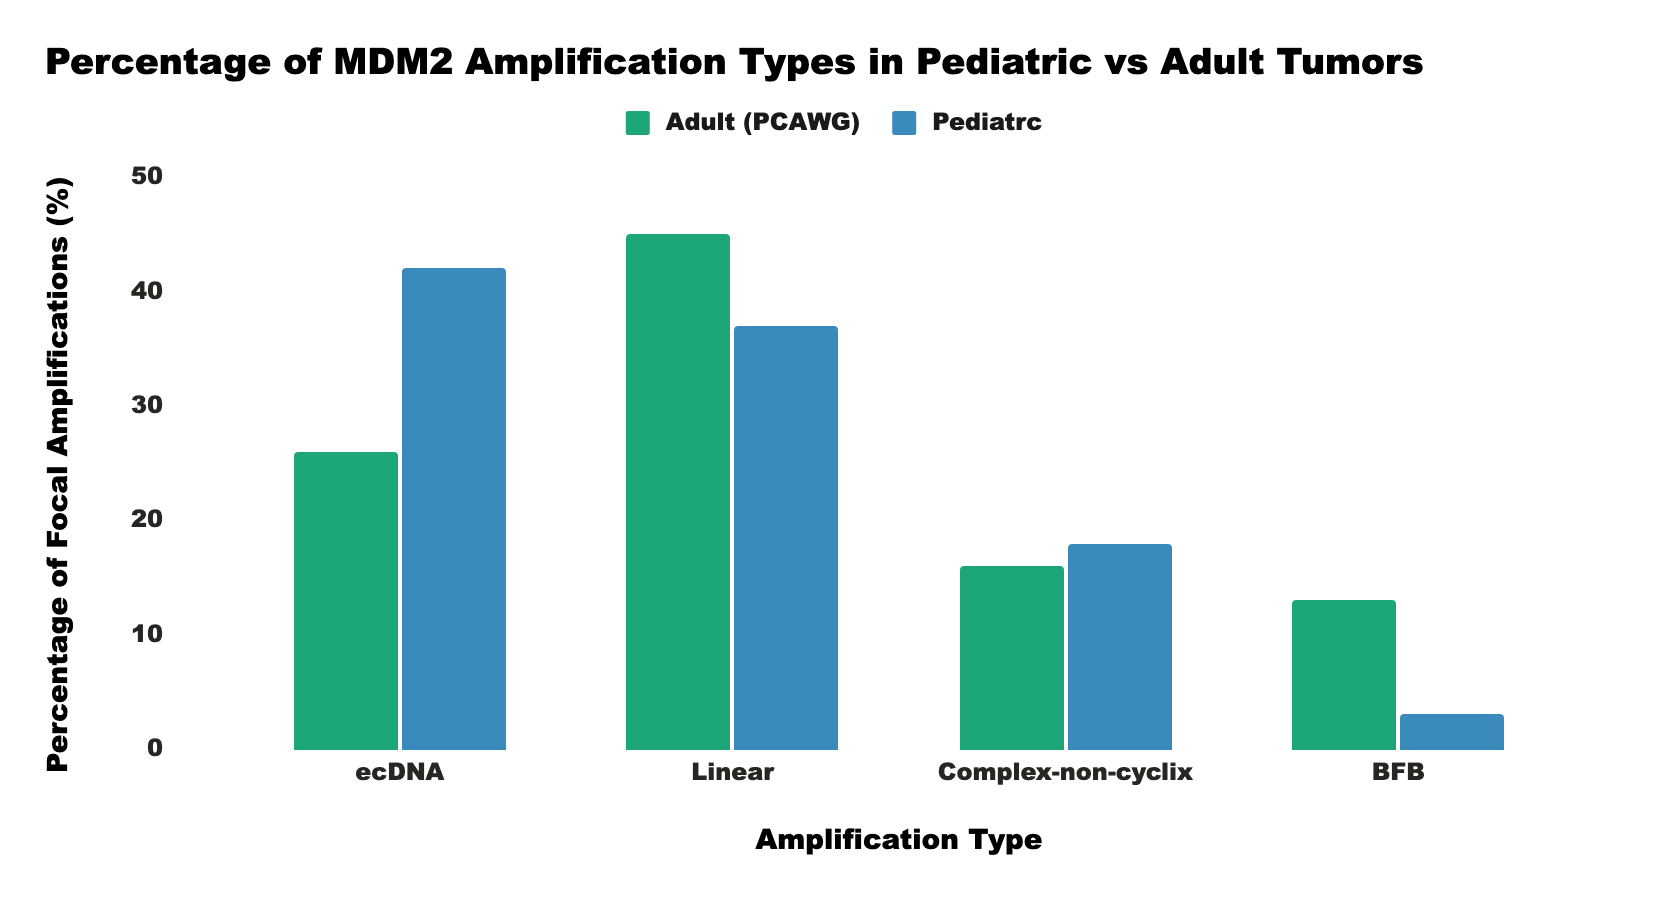 Percentage of MDM2 Amplification Types in Pediatric vs Adult Tumors
Adult (PCAWG)
Pediatrc
Percentage of Focal Amplifications (%)
50
40
30
20
10
0
ecDNA
Linear
Complex-non-cyclix
BFB
Amplification Type